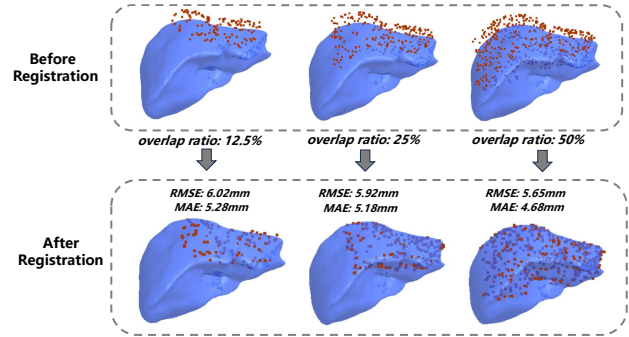 Before
Registration
overlap ratio: 12.5%
overlap ratio: 25%
overlap ratio: 50%
RMSE: 6.02mm
MAE: 5.28mm
RMSE: 5.92mm
MAE: 5.18mm
RMSE: 5.65mm
MAE: 4.68mm
After
Registration